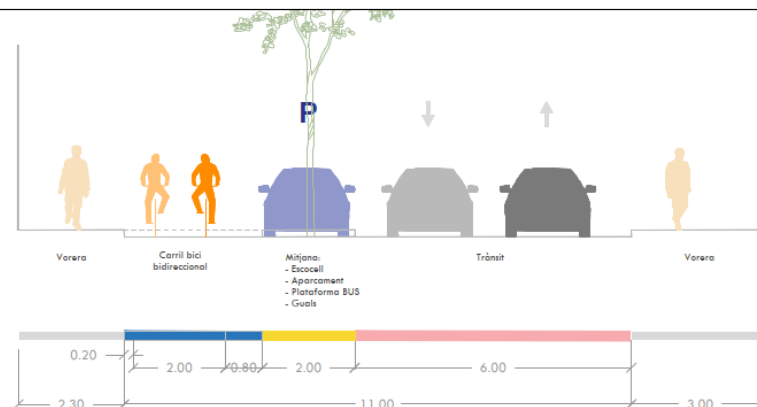 P
Vorera
Carril bici
bidireccional
Mitjana:
- Escocell
- Aparcament
- Plataforma BUS
- Guals
Trànsit
Vorera
0.20
2.00
0.80
2.00
6.00
2.30
11.00
3.00